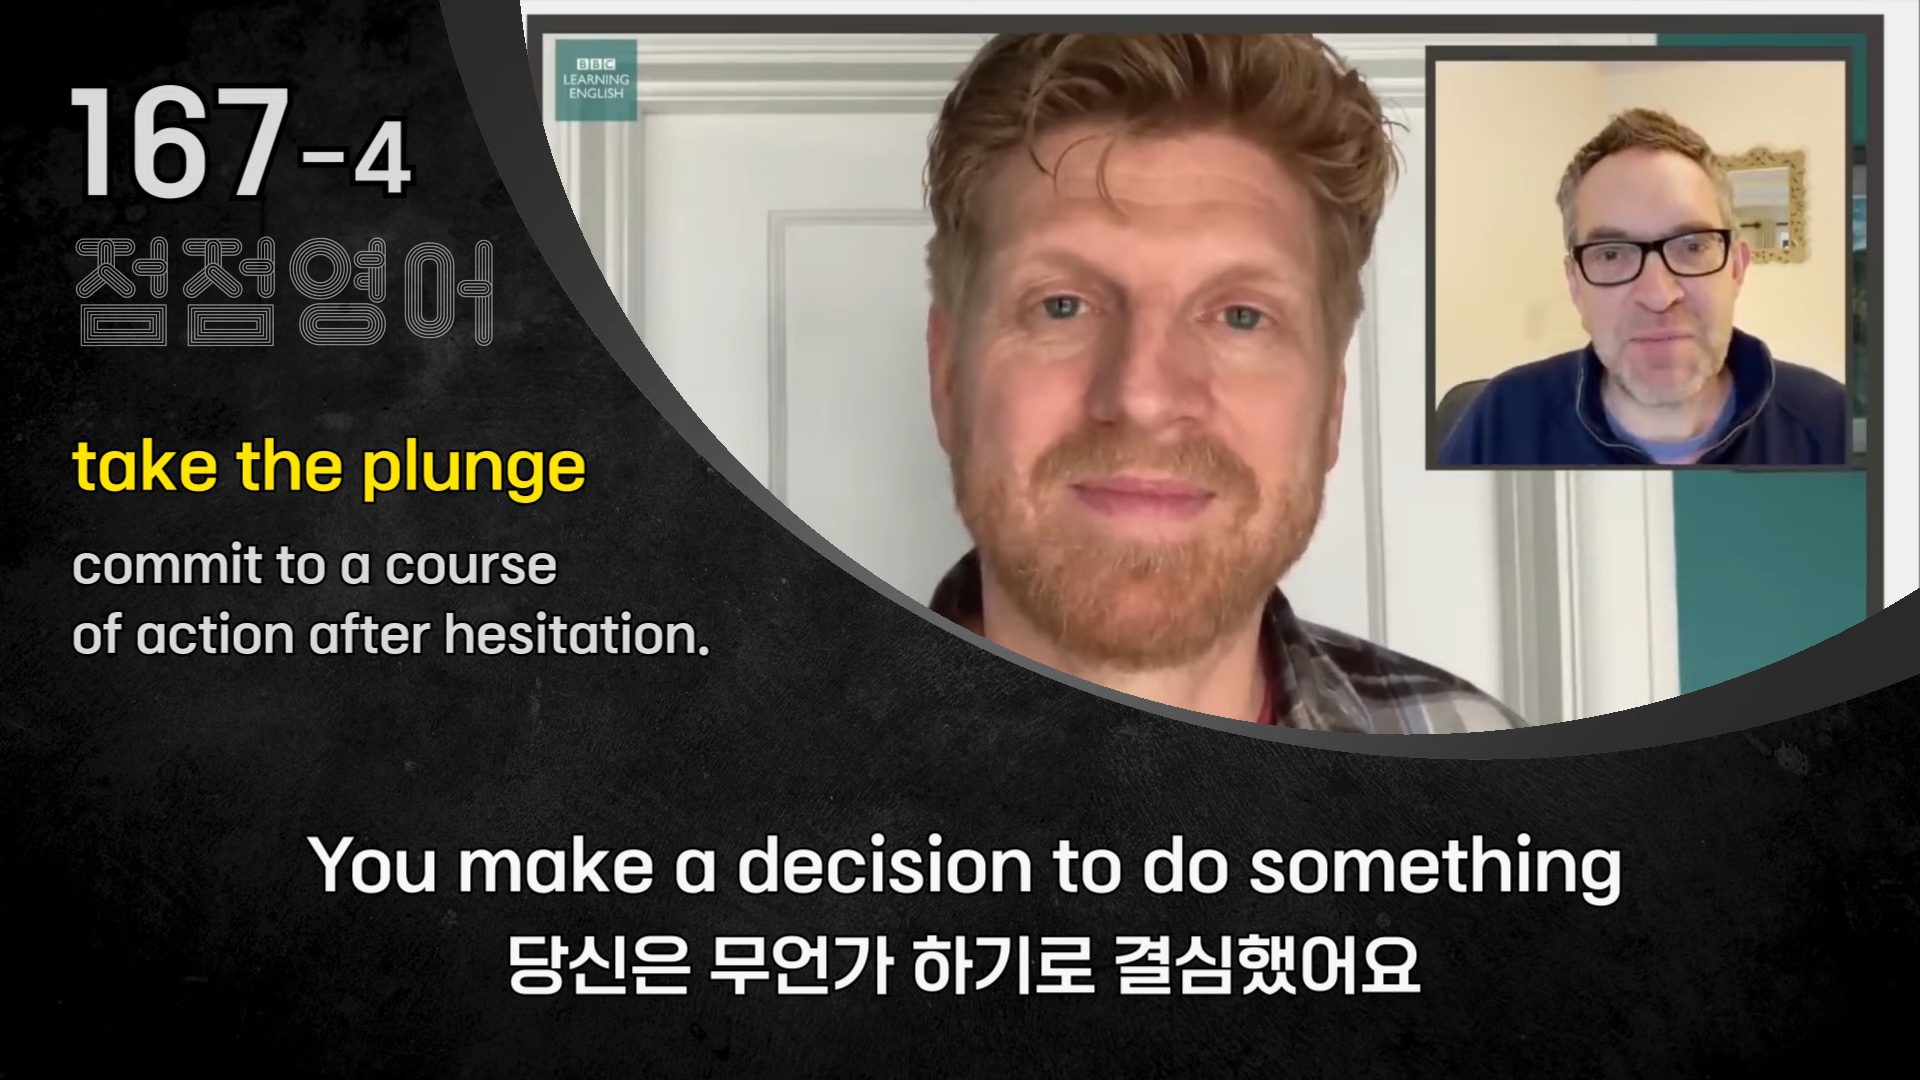 167-4
점점영어
take the plunge
commit to a course
of action after hesitation.
BBC
LEARNING
ENGLISH
You make a decision to do something
당신은 무언가 하기로 결심했어요